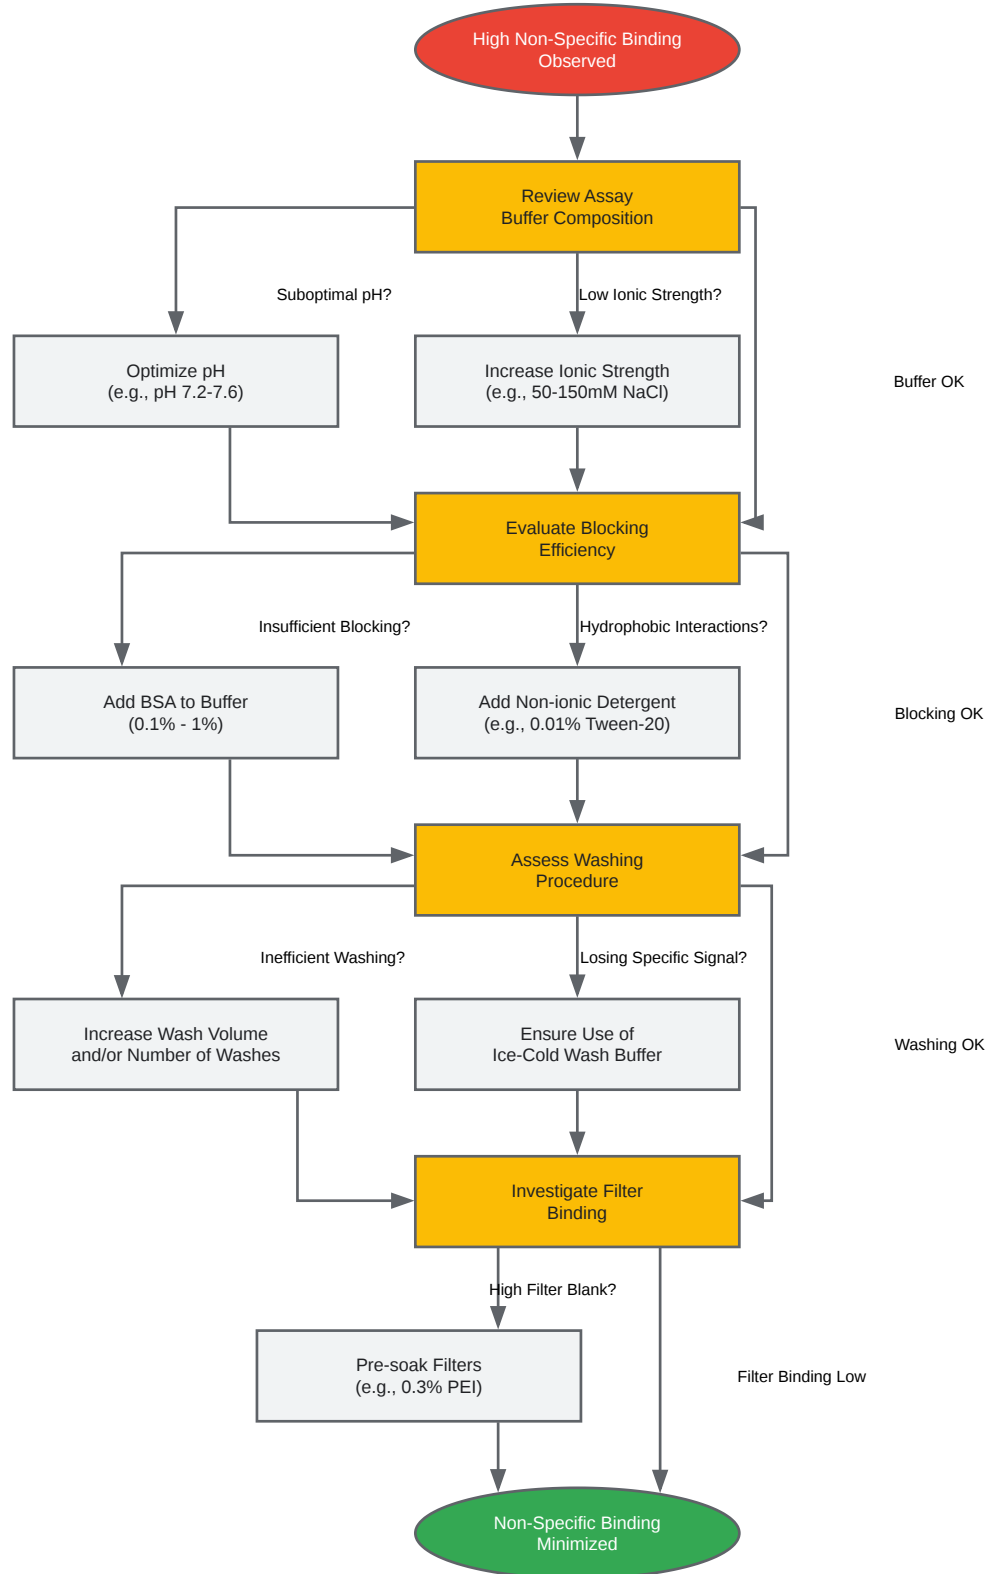 High Non-Specific Binding
Observed
Review Assay
Buffer Composition
Suboptimal pH?
Low Ionic Strength?
Optimize pH
(e.g., pH 7.2-7.6)
Increase Ionic Strength
(e.g., 50-150mM NaCl)
Buffer OK
Evaluate Blocking
Efficiency
Insufficient Blocking?
Hydrophobic Interactions?
Add BSA to Buffer
(0.1% - 1%)
Add Non-ionic Detergent
(e.g., 0.01% Tween-20)
Blocking OK
Assess Washing
Procedure
Inefficient Washing?
Losing Specific Signal?
Increase Wash Volume
and/or Number of Washes
Ensure Use of
Ice-Cold Wash Buffer
Washing OK
Investigate Filter
Binding
High Filter Blank?
Pre-soak Filters
(e.g., 0.3% PEI)
Filter Binding Low
Non-Specific Binding
Minimized